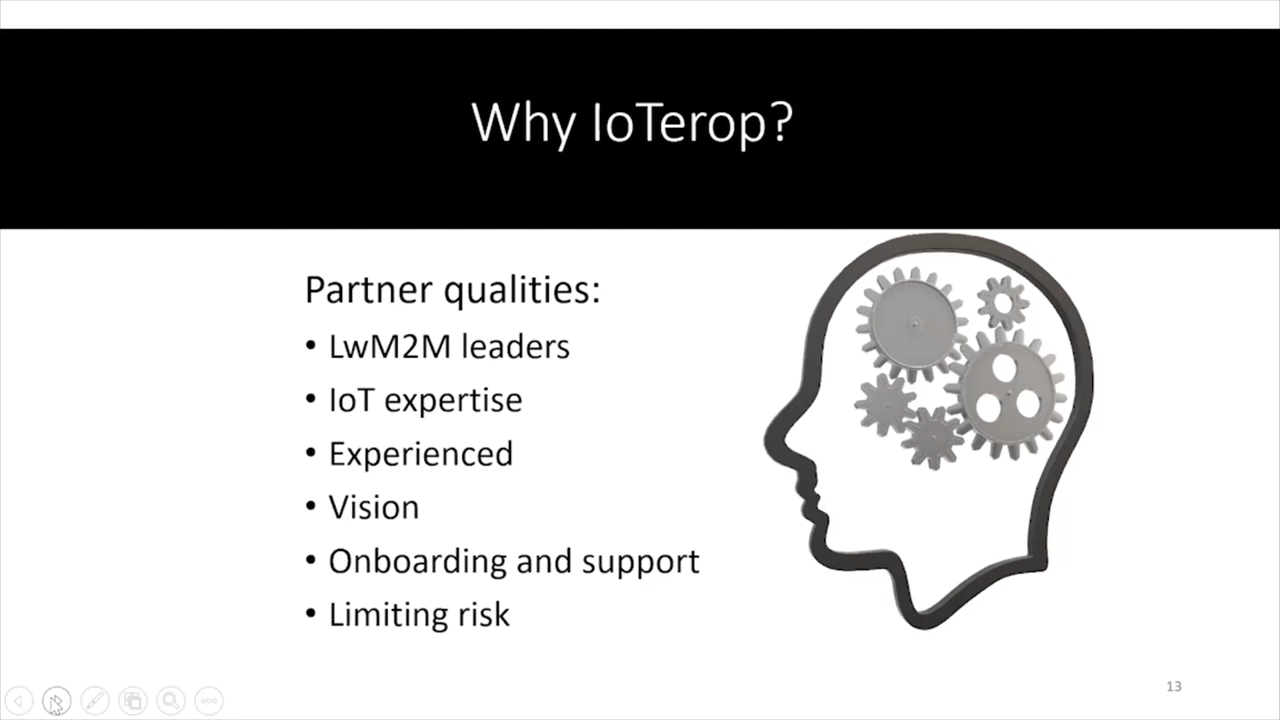 Why IoTerop?
Partner qualities:
• LwM2M leaders
• IoT expertise
• Experienced
• Vision
• Onboarding and support
• Limiting risk
13